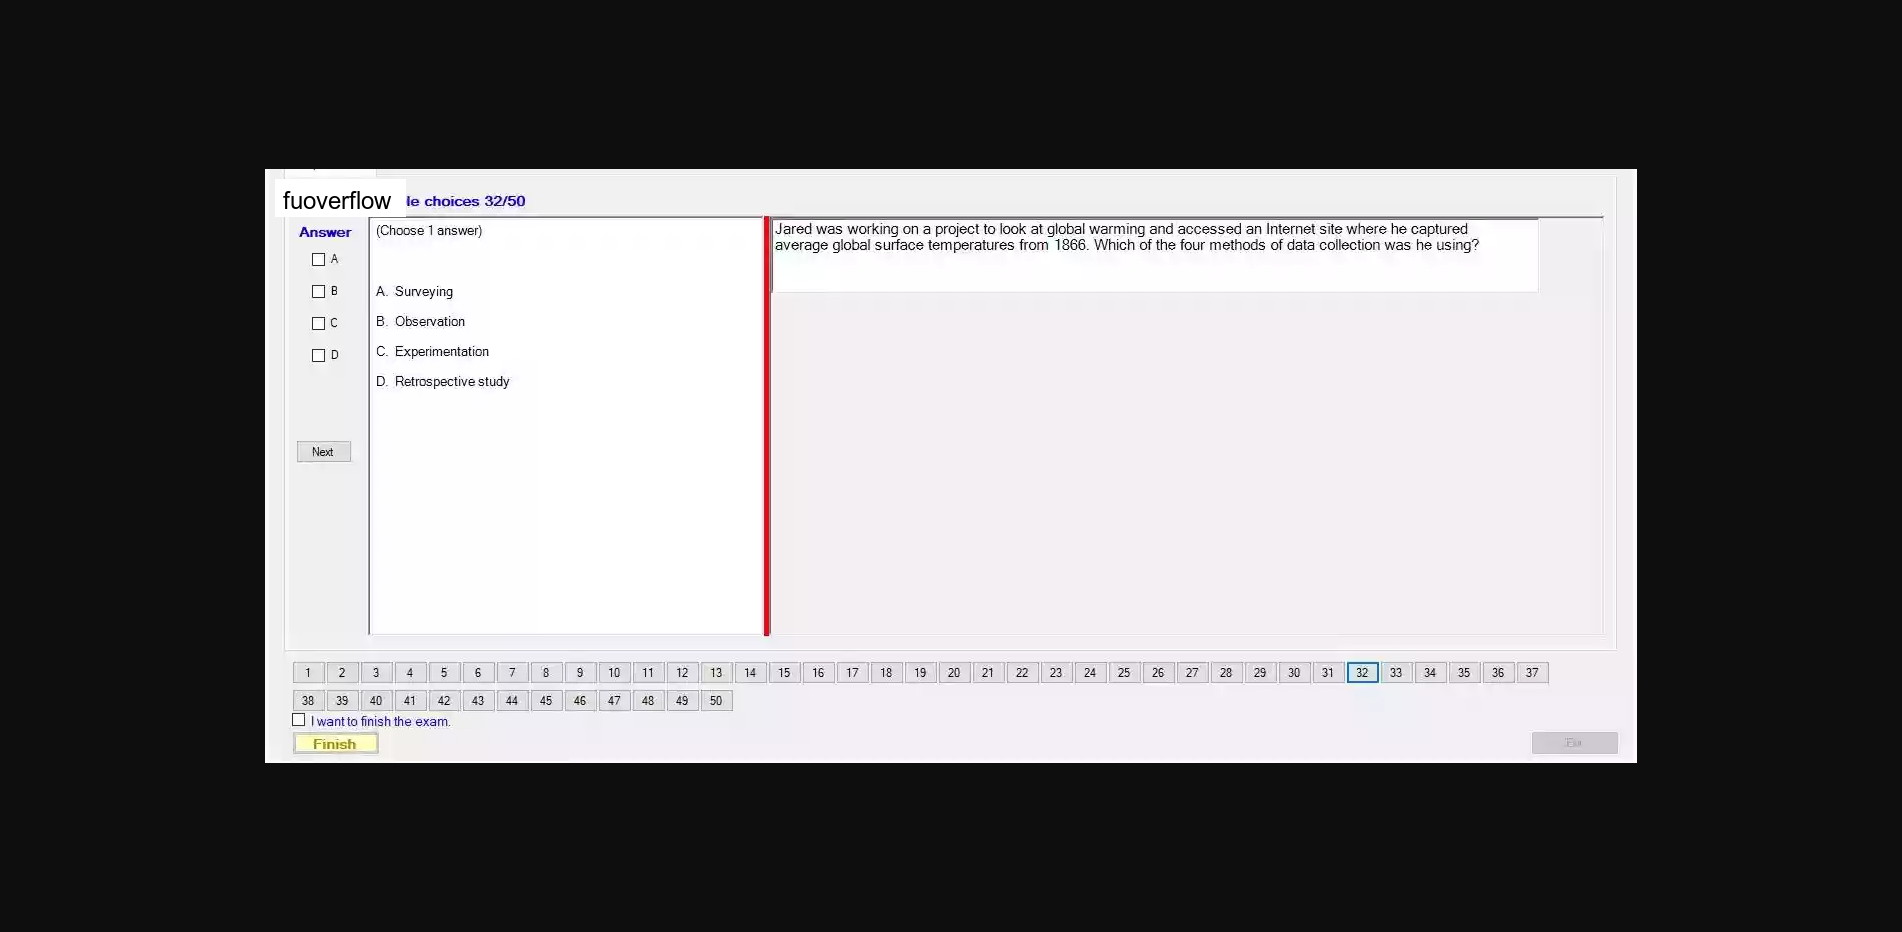 fuoverflow le choices 32/50
Answer
(Choose 1 answer)
A
B
C
D
A. Surveying
B. Observation
C. Experimentation
D. Retrospective study
Next
Jared was working on a project to look at global warming and accessed an Internet site where he captured
average global surface temperatures from 1866. Which of the four methods of data collection was he using?
1 2 3 4 5 6 7 8 9 10 11 12 13 14 15 16 17 18 19 20 21 22 23 24 25 26 27 28 29 30 31 32 33 34 35 36 37
38 39 40 41 42 43 44 45 46 47 48 49 50
I want to finish the exam.
Finish